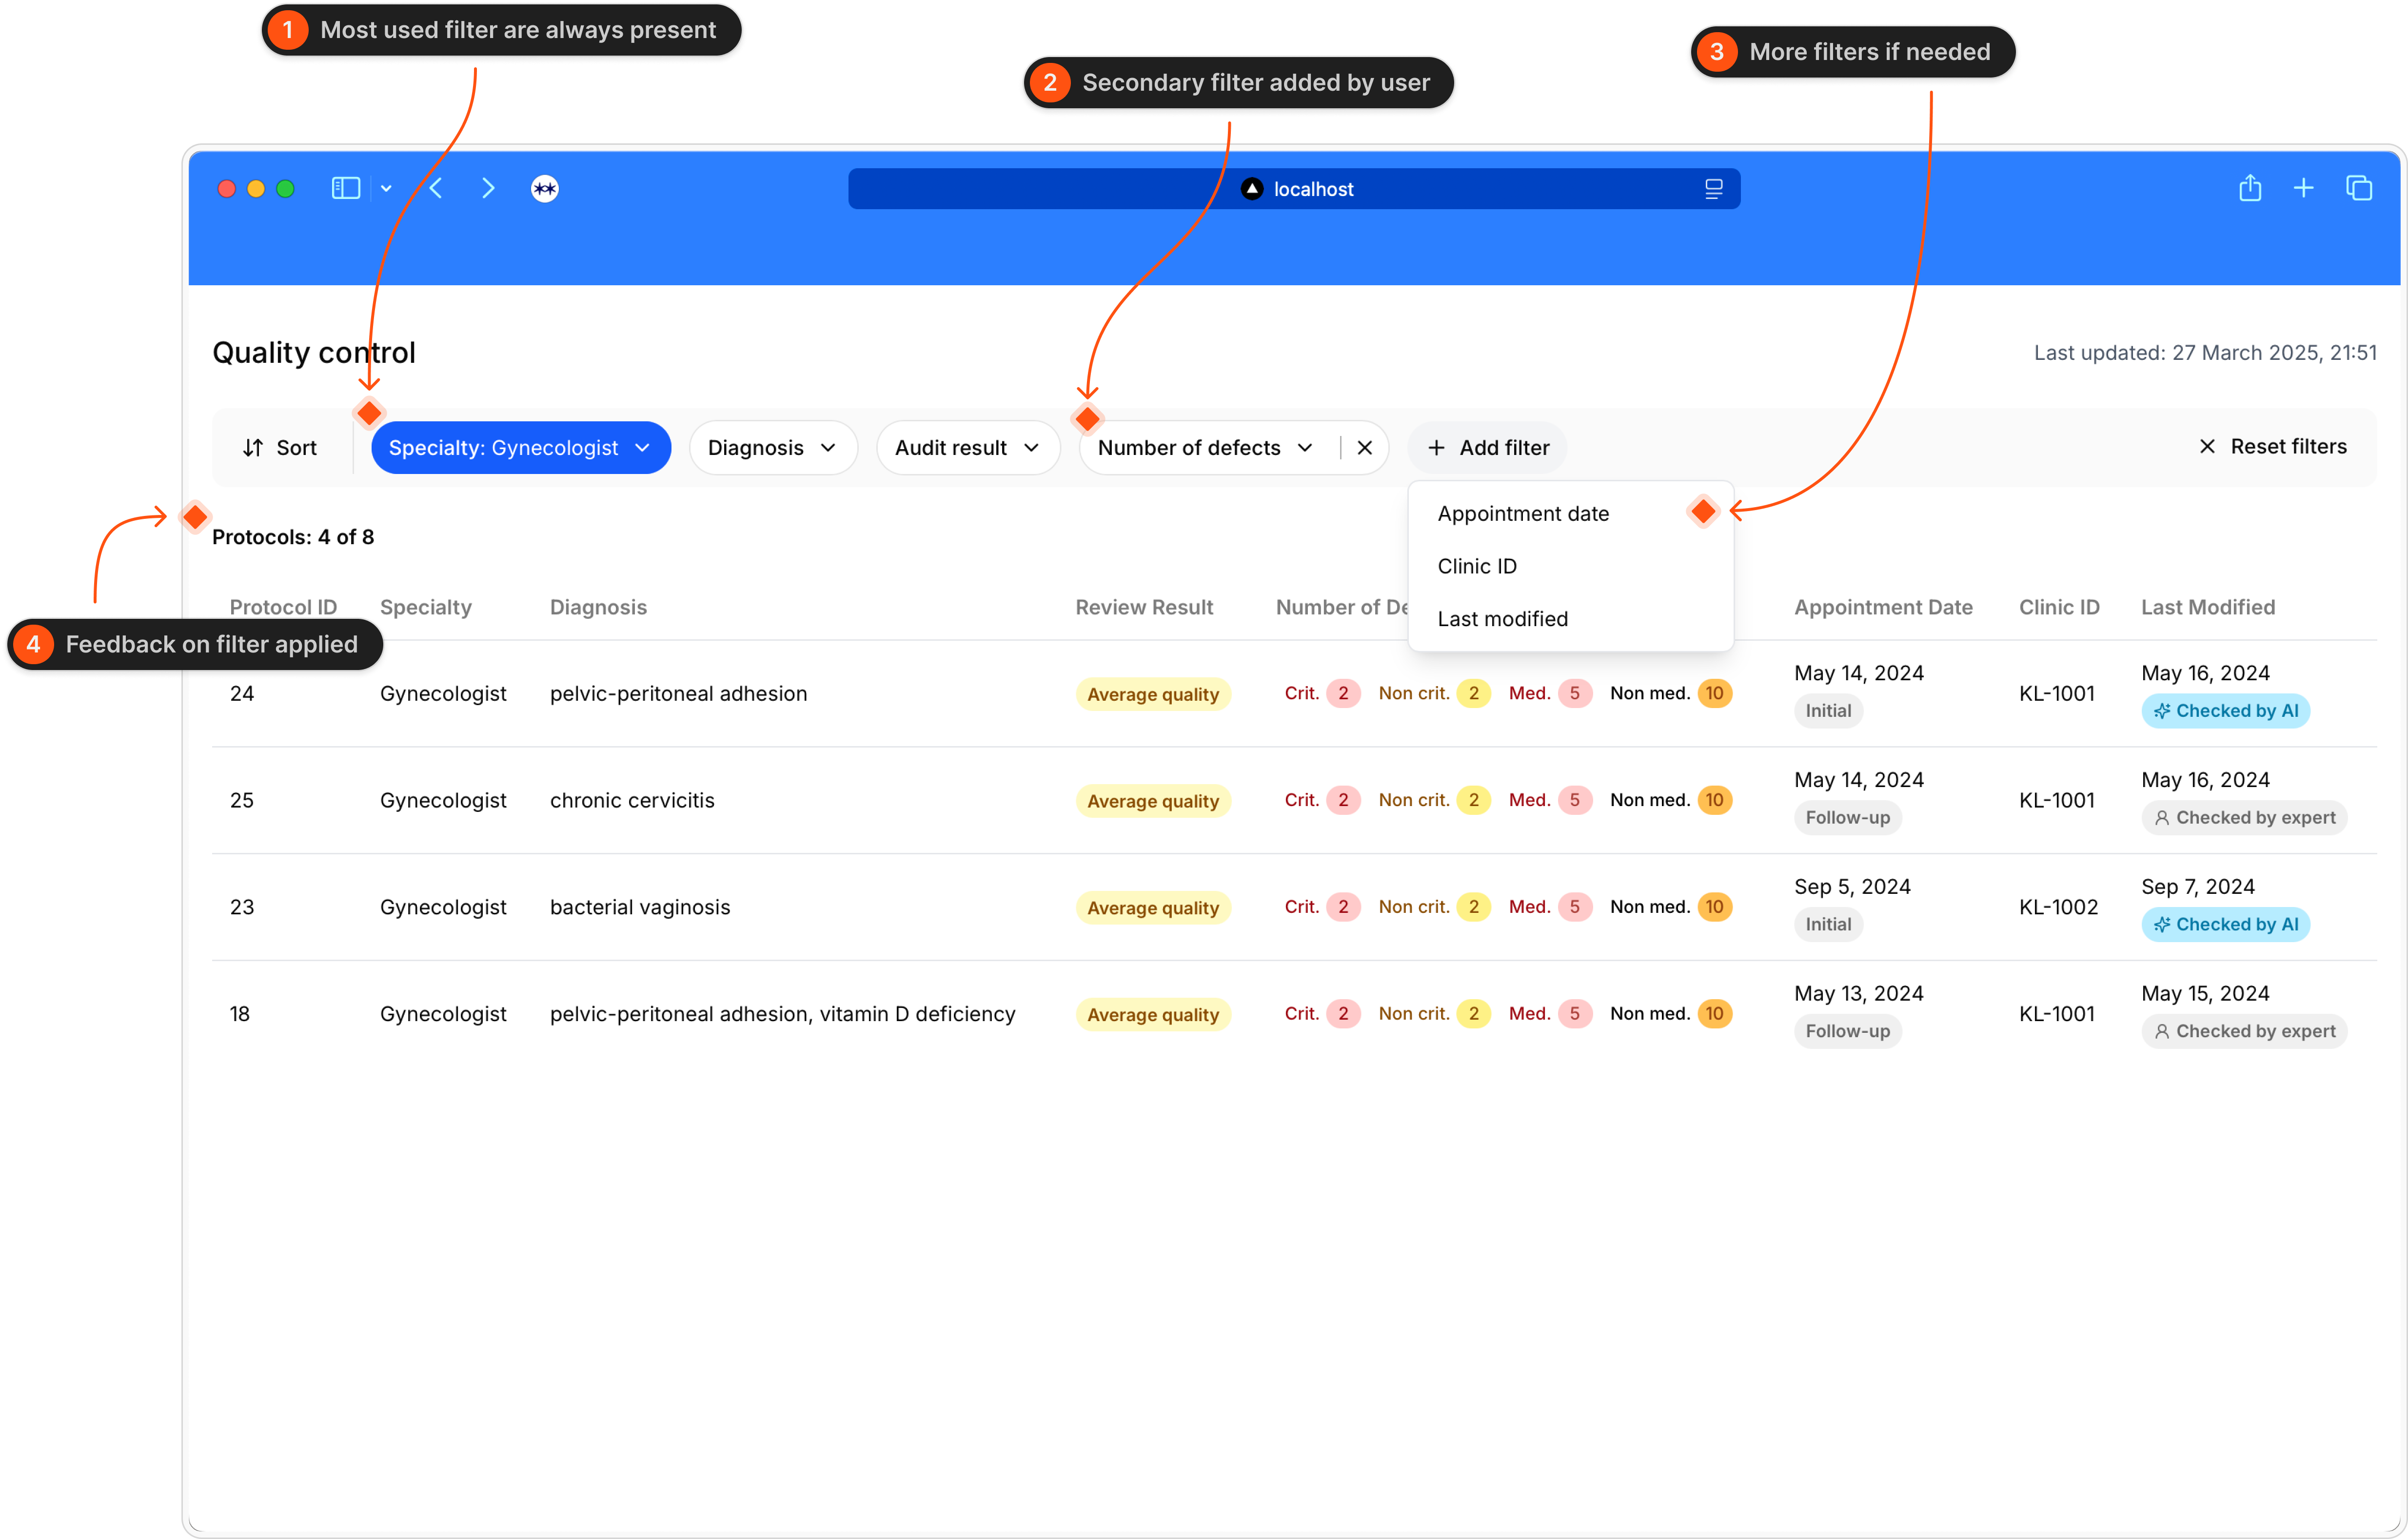 1 Most used filter are always present
2 Secondary filter added by user
3 More filters if needed
localhost
Quality control
Last updated: 27 March 2025, 21:51
Sort
Specialty: Gynecologist
Diagnosis
Audit result
Number of defects
Add filter
Reset filters
Appointment date
Clinic ID
Last modified
Protocols: 4 of 8
4 Feedback on filter applied
Protocol ID Specialty Diagnosis Review Result Number of De Appointment Date Clinic ID Last Modified
24 Gynecologist pelvic-peritoneal adhesion Average quality Crit. 2 Non crit. 2 Med. 5 Non med. 10 May 14, 2024 KL-1001 May 16, 2024
Initial Checked by AI
25 Gynecologist chronic cervicitis Average quality Crit. 2 Non crit. 2 Med. 5 Non med. 10 May 14, 2024 KL-1001 May 16, 2024
Follow-up Checked by expert
23 Gynecologist bacterial vaginosis Average quality Crit. 2 Non crit. 2 Med. 5 Non med. 10 Sep 5, 2024 KL-1002 Sep 7, 2024
Initial Checked by AI
18 Gynecologist pelvic-peritoneal adhesion, vitamin D deficiency Average quality Crit. 2 Non crit. 2 Med. 5 Non med. 10 May 13, 2024 KL-1001 May 15, 2024
Follow-up Checked by expert